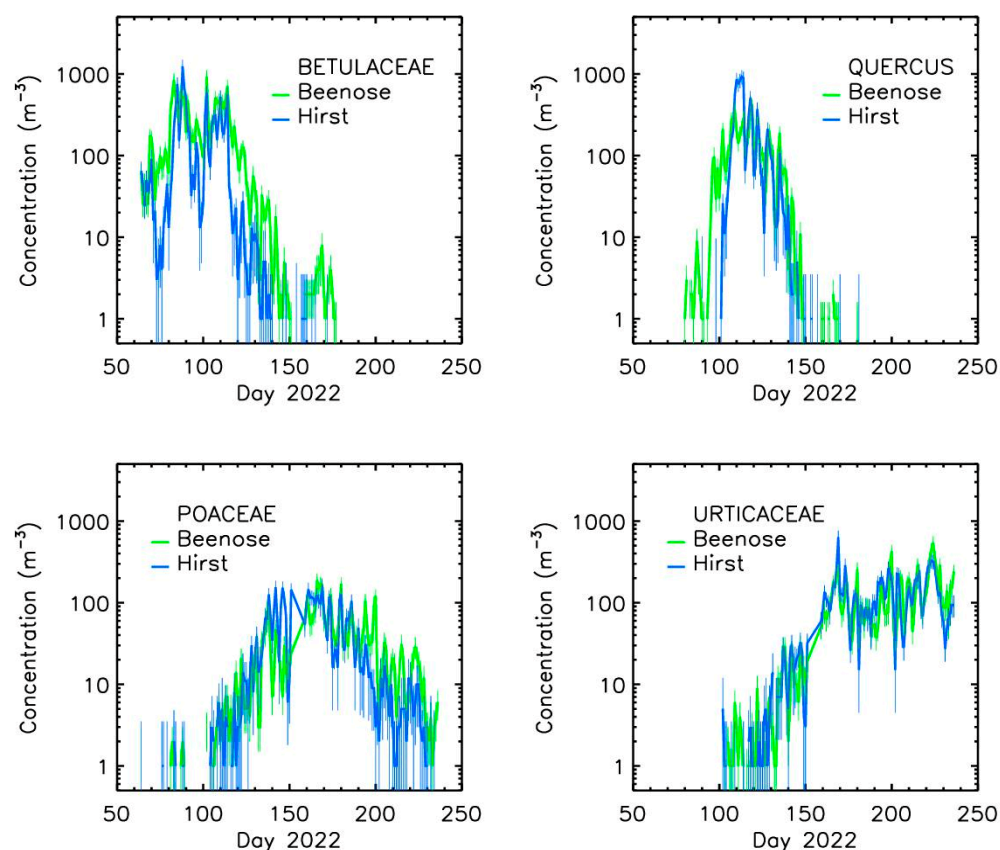 BETULACEAE
Beenose
Hirst
Concentration (m⁻³)
1000
100
10
1
50
100
150
200
250
Day 2022
QUERCUS
Beenose
Hirst
Concentration (m⁻³)
1000
100
10
1
50
100
150
200
250
Day 2022
POACEAE
Beenose
Hirst
Concentration (m⁻³)
1000
100
10
1
50
100
150
200
250
Day 2022
URTICACEAE
Beenose
Hirst
Concentration (m⁻³)
1000
100
10
1
50
100
150
200
250
Day 2022